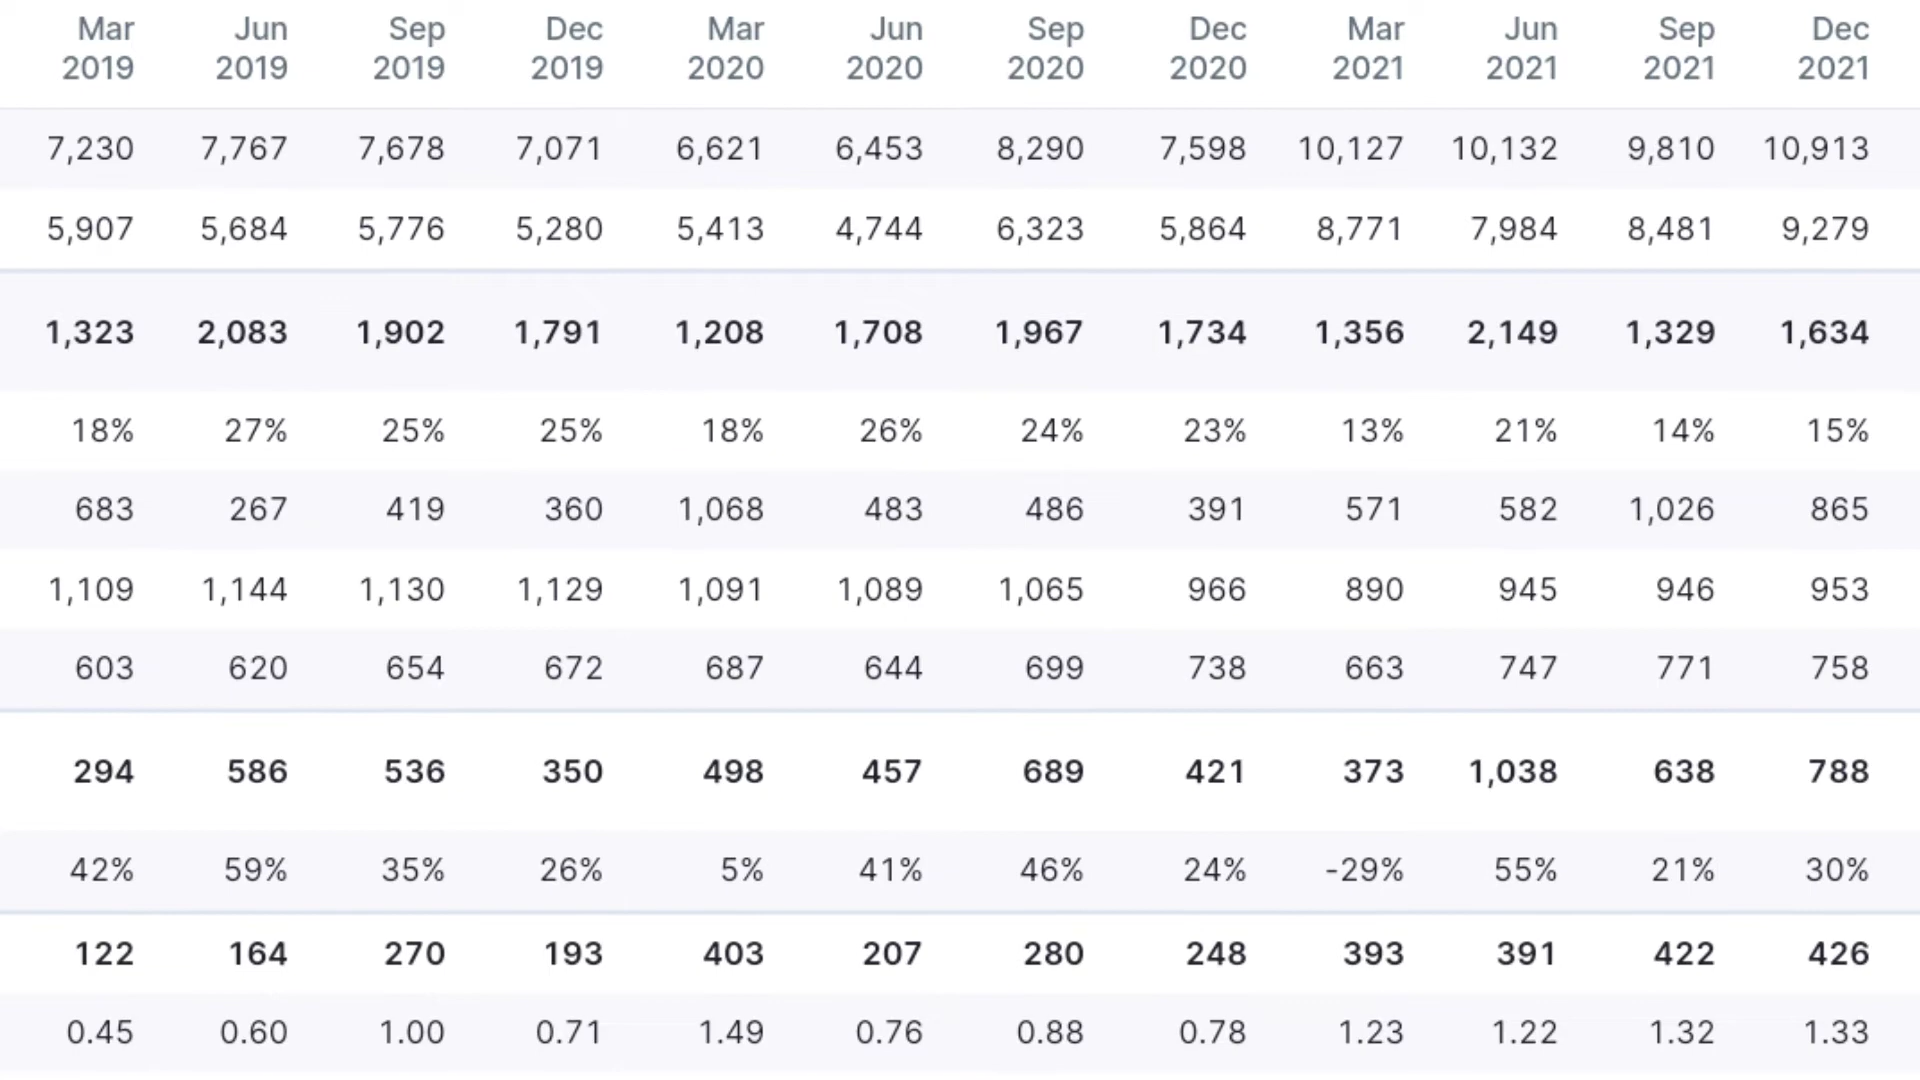 Mar Jun Sep Dec Mar Jun Sep Dec Mar Jun Sep Dec
2019 2019 2019 2019 2020 2020 2020 2020 2021 2021 2021 2021
7,230 7,767 7,678 7,071 6,621 6,453 8,290 7,598 10,127 10,132 9,810 10,913
5,907 5,684 5,776 5,280 5,413 4,744 6,323 5,864 8,771 7,984 8,481 9,279
1,323 2,083 1,902 1,791 1,208 1,708 1,967 1,734 1,356 2,149 1,329 1,634
18% 27% 25% 25% 18% 26% 24% 23% 13% 21% 14% 15%
683 267 419 360 1,068 483 486 391 571 582 1,026 865
1,109 1,144 1,130 1,129 1,091 1,089 1,065 966 890 945 946 953
603 620 654 672 687 644 699 738 663 747 771 758
294 586 536 350 498 457 689 421 373 1,038 638 788
42% 59% 35% 26% 5% 41% 46% 24% -29% 55% 21% 30%
122 164 270 193 403 207 280 248 393 391 422 426
0.45 0.60 1.00 0.71 1.49 0.76 0.88 0.78 1.23 1.22 1.32 1.33